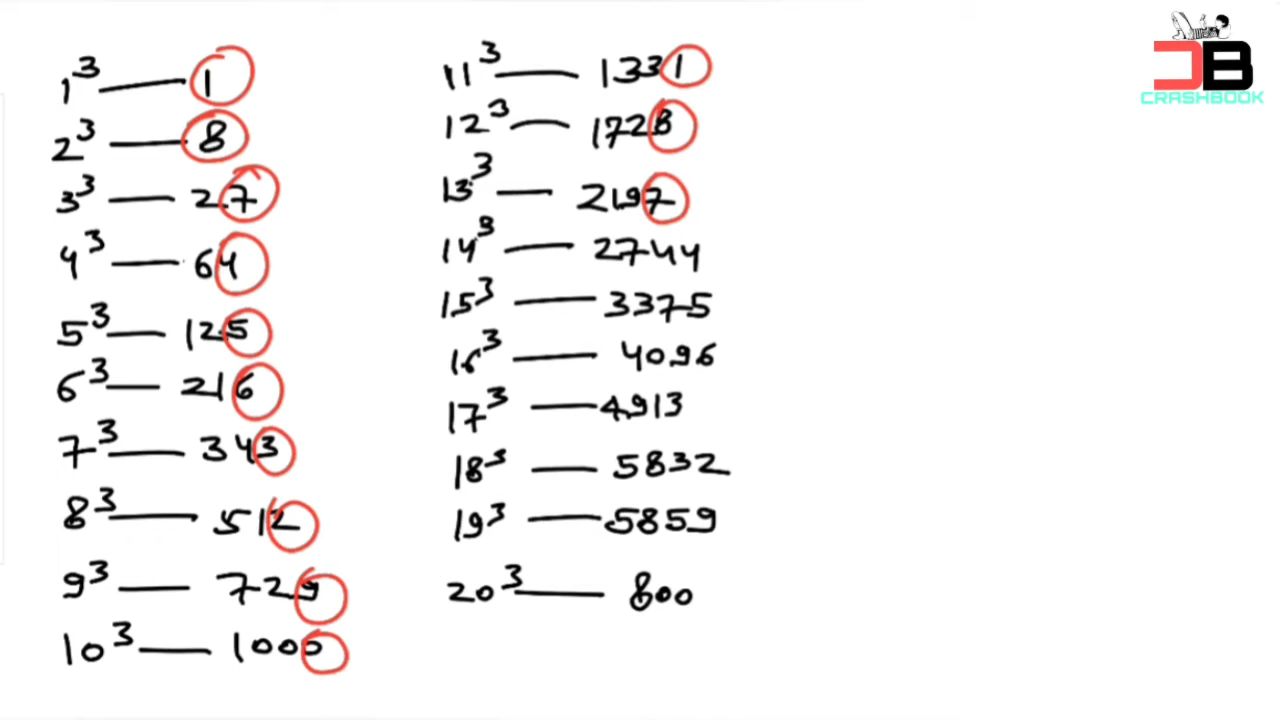 1³ — 1
2³ — 8
3³ — 27
4³ — 64
5³ — 125
6³ — 216
7³ — 343
8³ — 512
9³ — 729
10³ — 1000
11³ — 1331
12³ — 1728
13³ — 2197
14³ — 2744
15³ — 3375
16³ — 4096
17³ — 4913
18³ — 5832
19³ — 5859
20³ — 800
CB
CRASHBOOK